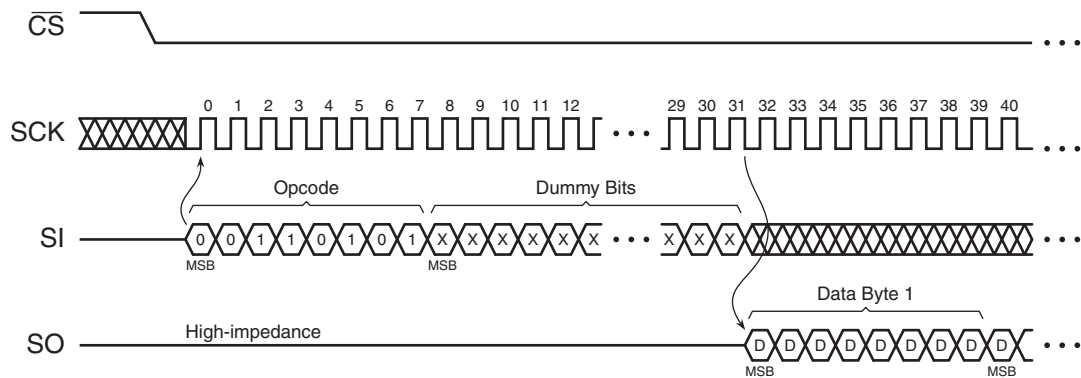 CS • • •
0 1 2 3 4 5 6 7 8 9 10 11 12 29 30 31 32 33 34 35 36 37 38 39 40
SCK • • • • • •
Opcode Dummy Bits
SI 0 0 1 1 0 1 0 1 X X X X X X • • • X X X • • •
MSB MSB
Data Byte 1
High-impedance
SO D D D D D D D D D • • •
MSB MSB